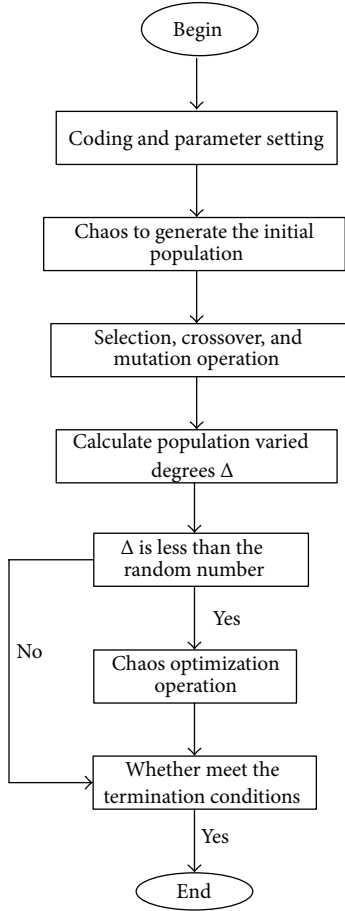 Begin
Coding and parameter setting
Chaos to generate the initial
population
Selection, crossover, and
mutation operation
Calculate population varied
degrees Δ
Δ is less than the
random number
Yes
No
Chaos optimization
operation
Whether meet the
termination conditions
Yes
End